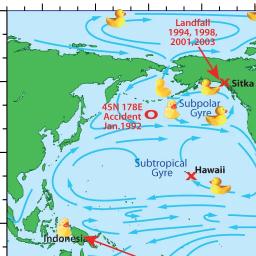 Landfall
1994, 1998,
2001,2003
Sitka
45N 178E
Accident
Jan.1992
Subpolar
Gyre
Subtropical
Gyre
Hawaii
Indonesia